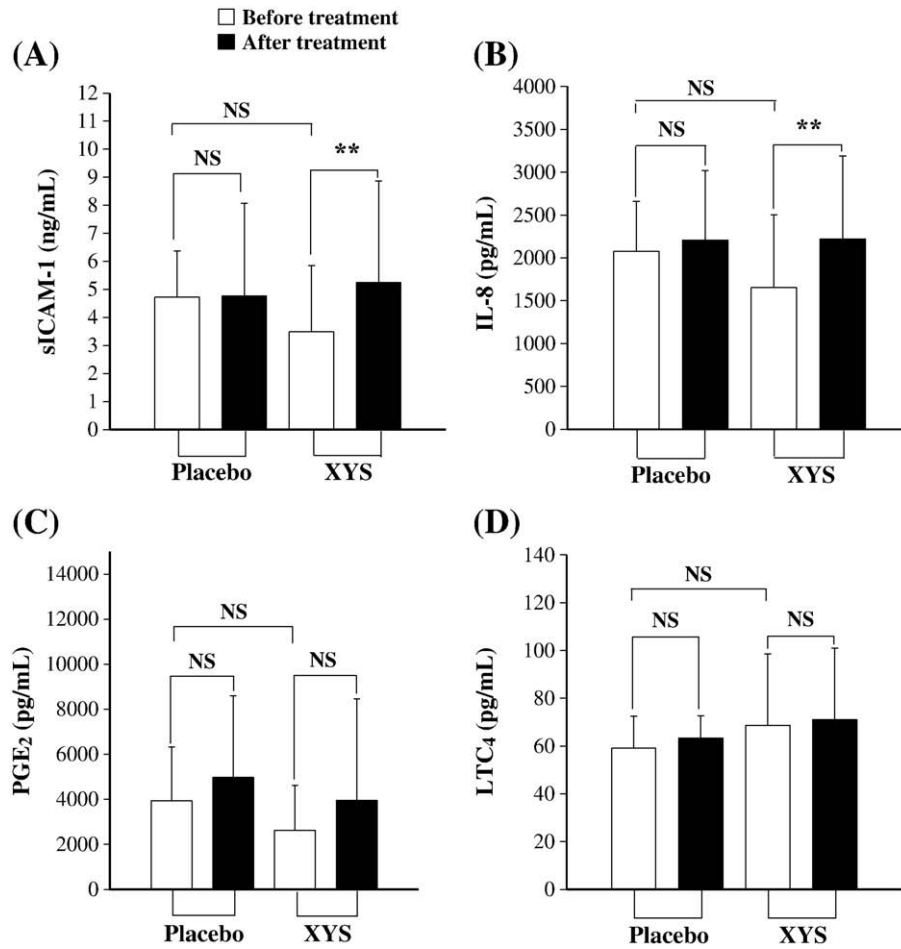 Before treatment
After treatment
(A)
sICAM-1 (ng/mL)
12
11
10
9
8
7
6
5
4
3
2
1
0
NS
NS
**
Placebo
XYS
(B)
IL-8 (pg/mL)
4000
3500
3000
2500
2000
1500
1000
500
0
NS
NS
**
Placebo
XYS
(C)
PGE2 (pg/mL)
14000
12000
10000
8000
6000
4000
2000
0
NS
NS
NS
Placebo
XYS
(D)
LTC4 (pg/mL)
140
120
100
80
60
40
20
0
NS
NS
NS
Placebo
XYS